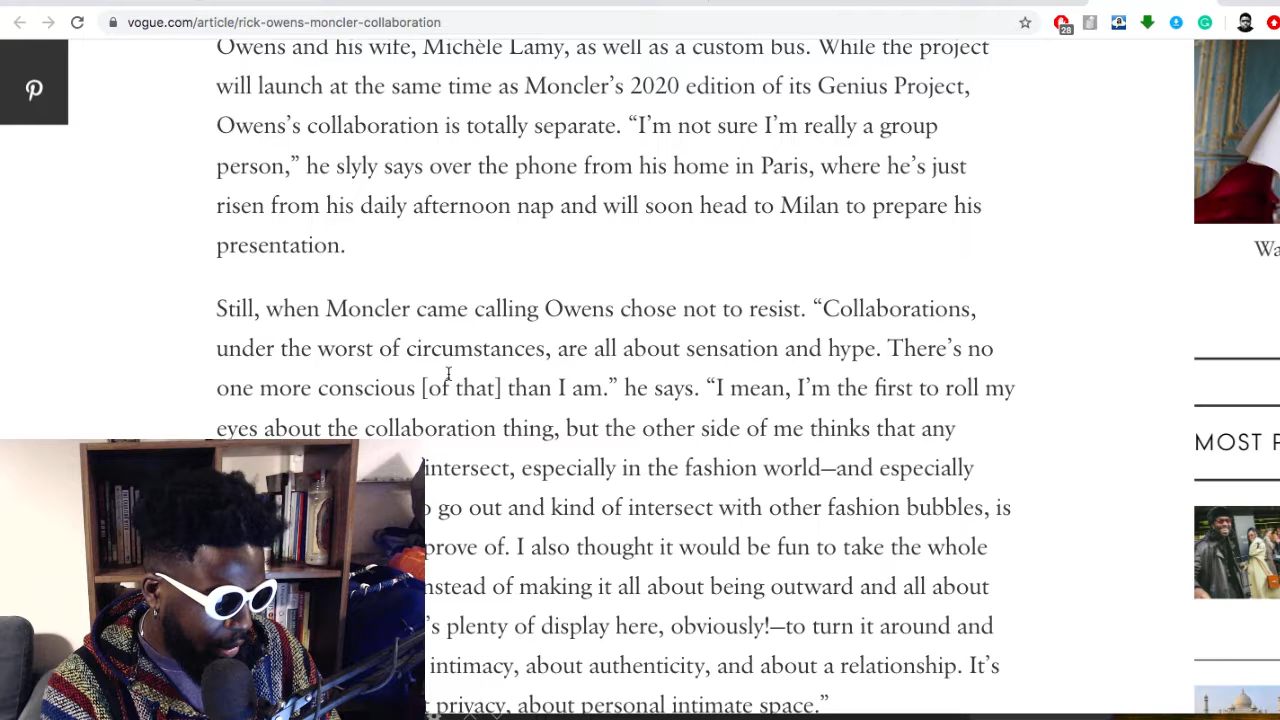 vogue.com/article/rick-owens-moncler-collaboration
28
Owens and his wife, Michèle Lamy, as well as a custom bus. While the project
will launch at the same time as Moncler’s 2020 edition of its Genius Project,
Owens’s collaboration is totally separate. “I’m not sure I’m really a group
person,” he slyly says over the phone from his home in Paris, where he’s just
risen from his daily afternoon nap and will soon head to Milan to prepare his
presentation.
Wa
Still, when Moncler came calling Owens chose not to resist. “Collaborations,
under the worst of circumstances, are all about sensation and hype. There’s no
one more conscious [of that] than I am.” he says. “I mean, I’m the first to roll my
eyes about the collaboration thing, but the other side of me thinks that any
intersect, especially in the fashion world—and especially
o go out and kind of intersect with other fashion bubbles, is
prove of. I also thought it would be fun to take the whole
nstead of making it all about being outward and all about
’s plenty of display here, obviously!—to turn it around and
intimacy, about authenticity, and about a relationship. It’s
t privacy, about personal intimate space.”
MOST P